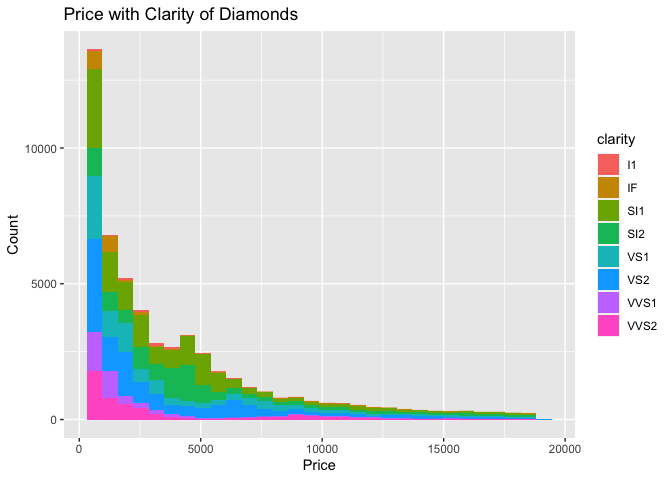 Price with Clarity of Diamonds
Count
10000
5000
0
0
5000
10000
15000
20000
Price
clarity
I1
IF
SI1
SI2
VS1
VS2
VVS1
VVS2